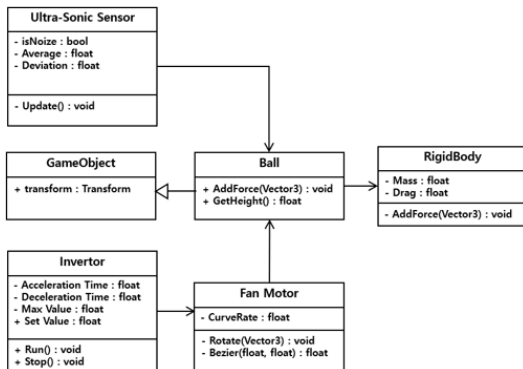 Ultra-Sonic Sensor
- isNoize : bool
- Average : float
- Deviation : float
- Update() : void
GameObject
+ transform : Transform
Ball
+ AddForce(Vector3) : void
+ GetHeight() : float
RigidBody
- Mass : float
- Drag : float
- AddForce(Vector3) : void
Invertor
- Acceleration Time : float
- Deceleration Time : float
- Max Value : float
+ Set Value : float
+ Run() : void
+ Stop() : void
Fan Motor
- CurveRate : float
- Rotate(Vector3) : void
- Bezier(float, float) : float